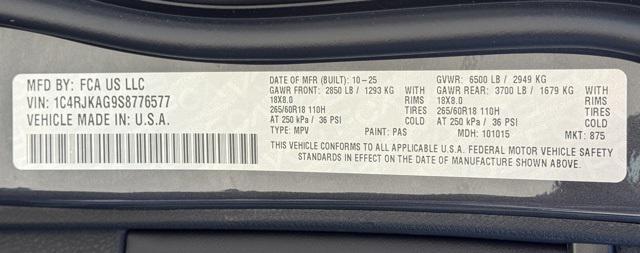 MFD BY: FCA US LLC
VIN: 1C4RJKAG9S8776577
VEHICLE MADE IN: U.S.A.
DATE OF MFR (BUILT): 10-25 GVWR: 6500 LB / 2949 KG
GAWR FRONT: 2850 LB / 1293 KG WITH GAWR REAR: 3700 LB / 1679 KG WITH
18X8.0 RIMS 18X8.0 RIMS
265/60R18 110H TIRES 265/60R18 110H TIRES
AT 250 kPa / 36 PSI COLD AT 250 kPa / 36 PSI COLD
TYPE: MPV PAINT: PAS MDH: 101015 MKT: 875
THIS VEHICLE CONFORMS TO ALL APPLICABLE U.S.A. FEDERAL MOTOR VEHICLE SAFETY
STANDARDS IN EFFECT ON THE DATE OF MANUFACTURE SHOWN ABOVE.